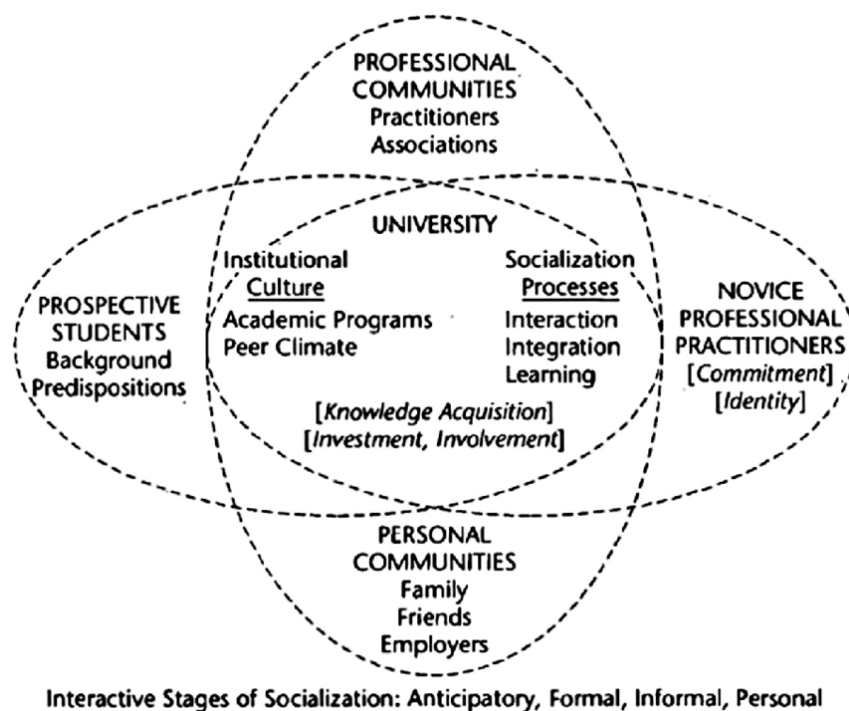 PROFESSIONAL
COMMUNITIES
Practitioners
Associations
UNIVERSITY
Institutional
Culture
Academic Programs
Peer Climate
Socialization
Processes
Interaction
Integration
Learning
[Knowledge Acquisition]
[Investment, Involvement]
PROSPECTIVE
STUDENTS
Background
Predispositions
NOVICE
PROFESSIONAL
PRACTITIONERS
[Commitment]
[Identity]
PERSONAL
COMMUNITIES
Family
Friends
Employers
Interactive Stages of Socialization: Anticipatory, Formal, Informal, Personal